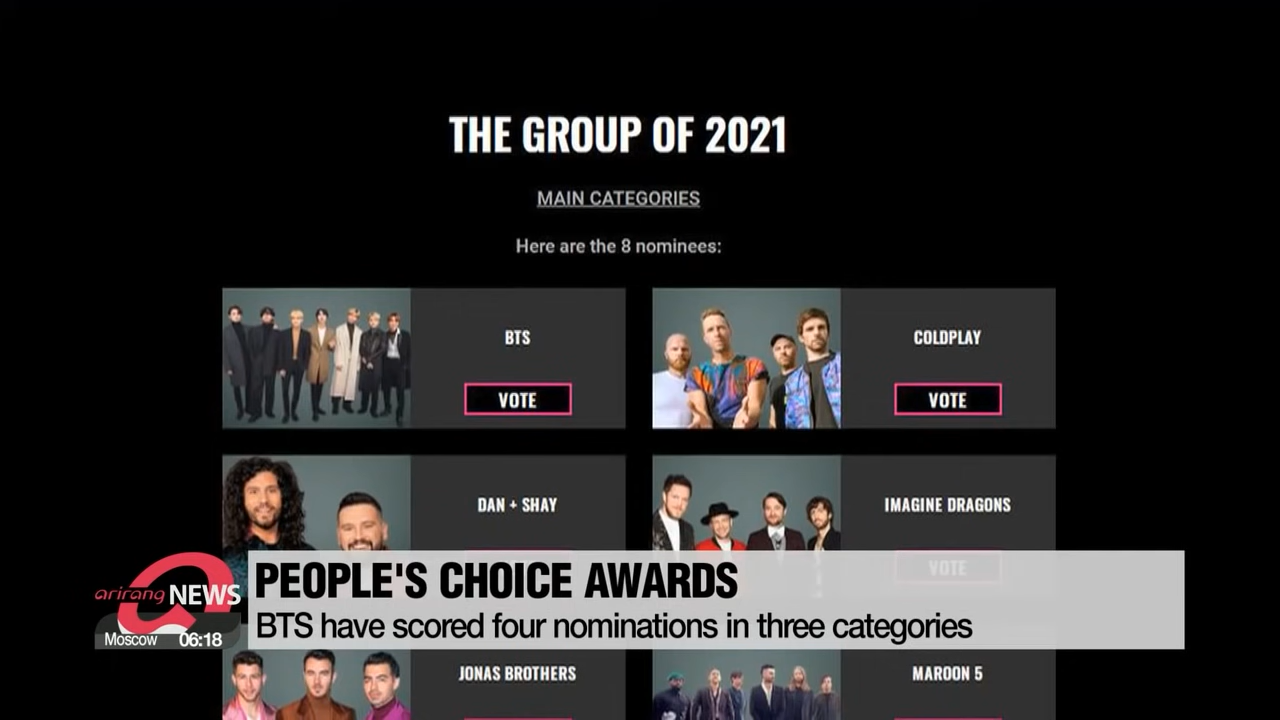 THE GROUP OF 2021
MAIN CATEGORIES
Here are the 8 nominees:
BTS
VOTE
COLDPLAY
VOTE
DAN + SHAY
IMAGINE DRAGONS
VOTE
arirang NEWS
Moscow 06:18
PEOPLE'S CHOICE AWARDS
BTS have scored four nominations in three categories
JONAS BROTHERS
MAROON 5